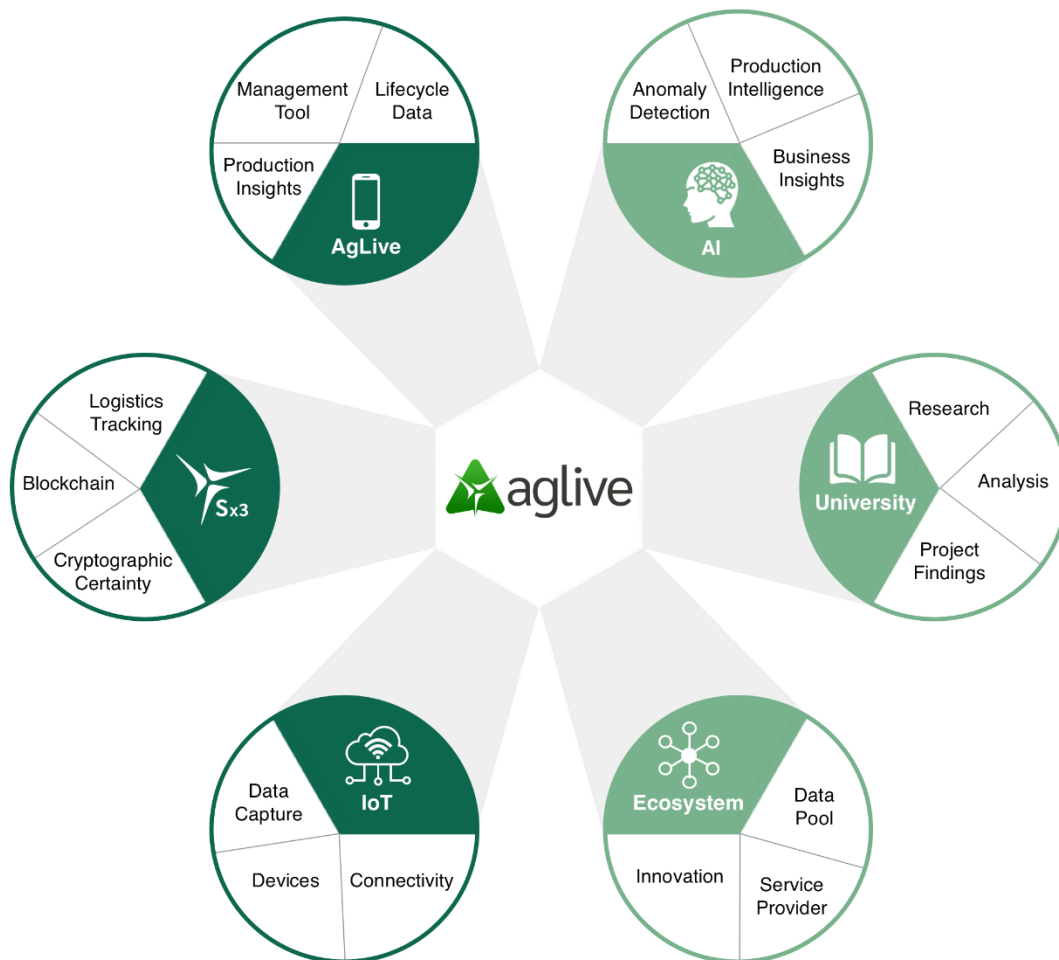 Management
Tool
Lifecycle
Data
Production
Insights
AgLive
Anomaly
Detection
Production
Intelligence
Business
Insights
AI
Logistics
Tracking
Blockchain
Cryptographic
Certainty
Sx3
aglive
University
Research
Analysis
Project
Findings
IoT
Data
Capture
Devices
Connectivity
Ecosystem
Data
Pool
Innovation
Service
Provider